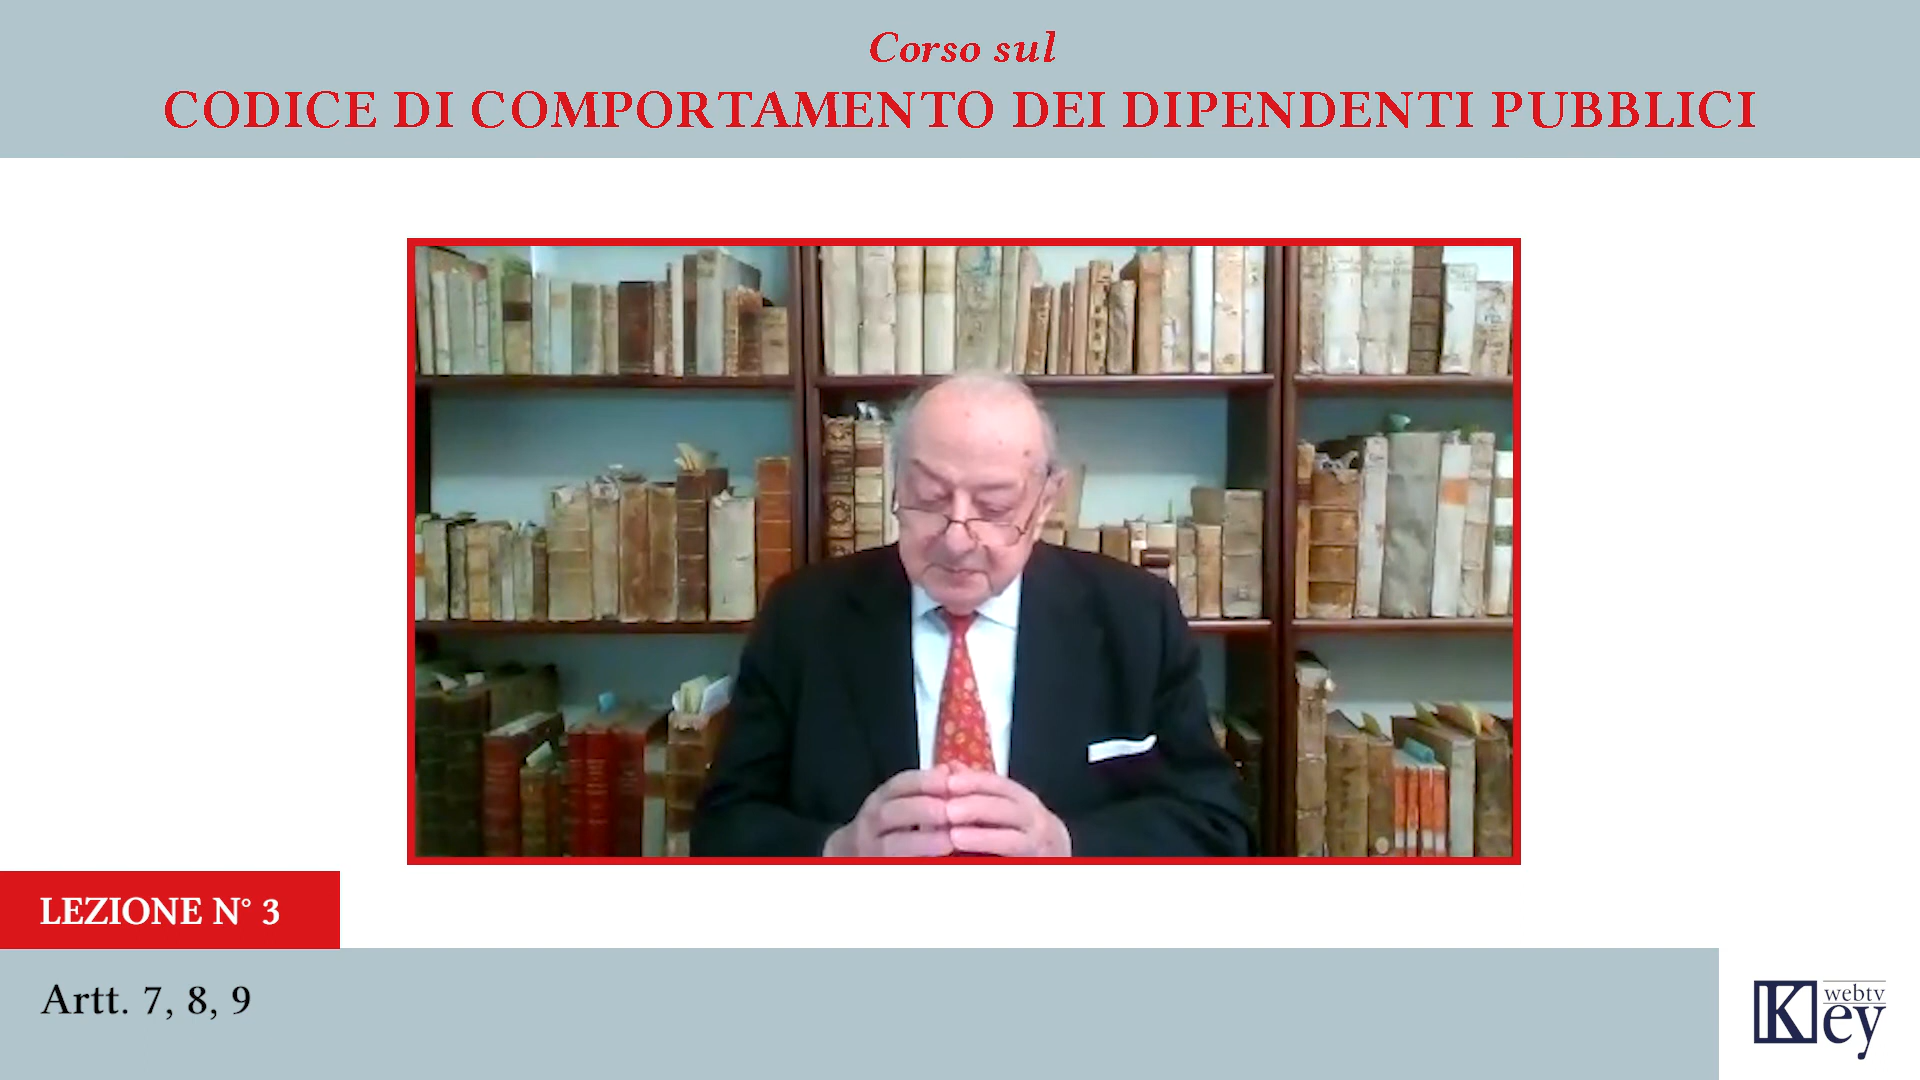 Corso sul
CODICE DI COMPORTAMENTO DEI DIPENDENTI PUBBLICI
LEZIONE N° 3
Artt. 7, 8, 9
Key webtv